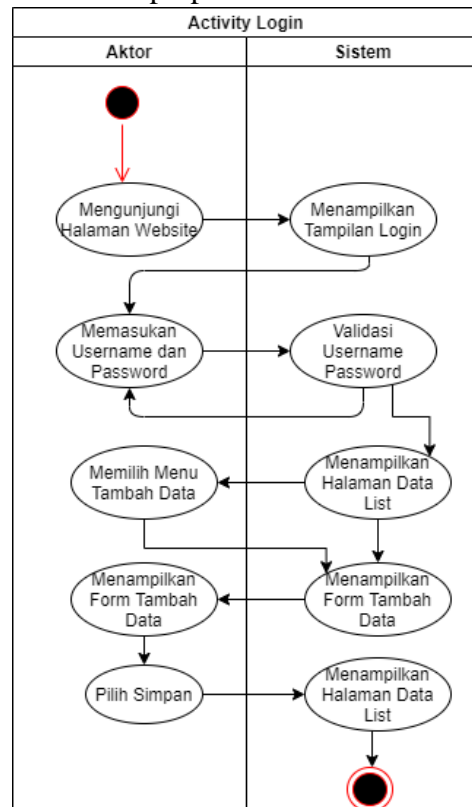 Activity Login
Aktor
Sistem
Mengunjungi
Halaman Website
Menampilkan
Tampilan Login
Memasukan
Username dan
Password
Validasi
Username
Password
Memilih Menu
Tambah Data
Menampilkan
Halaman Data
List
Menampilkan
Form Tambah
Data
Menampilkan
Form Tambah
Data
Pilih Simpan
Menampilkan
Halaman Data
List